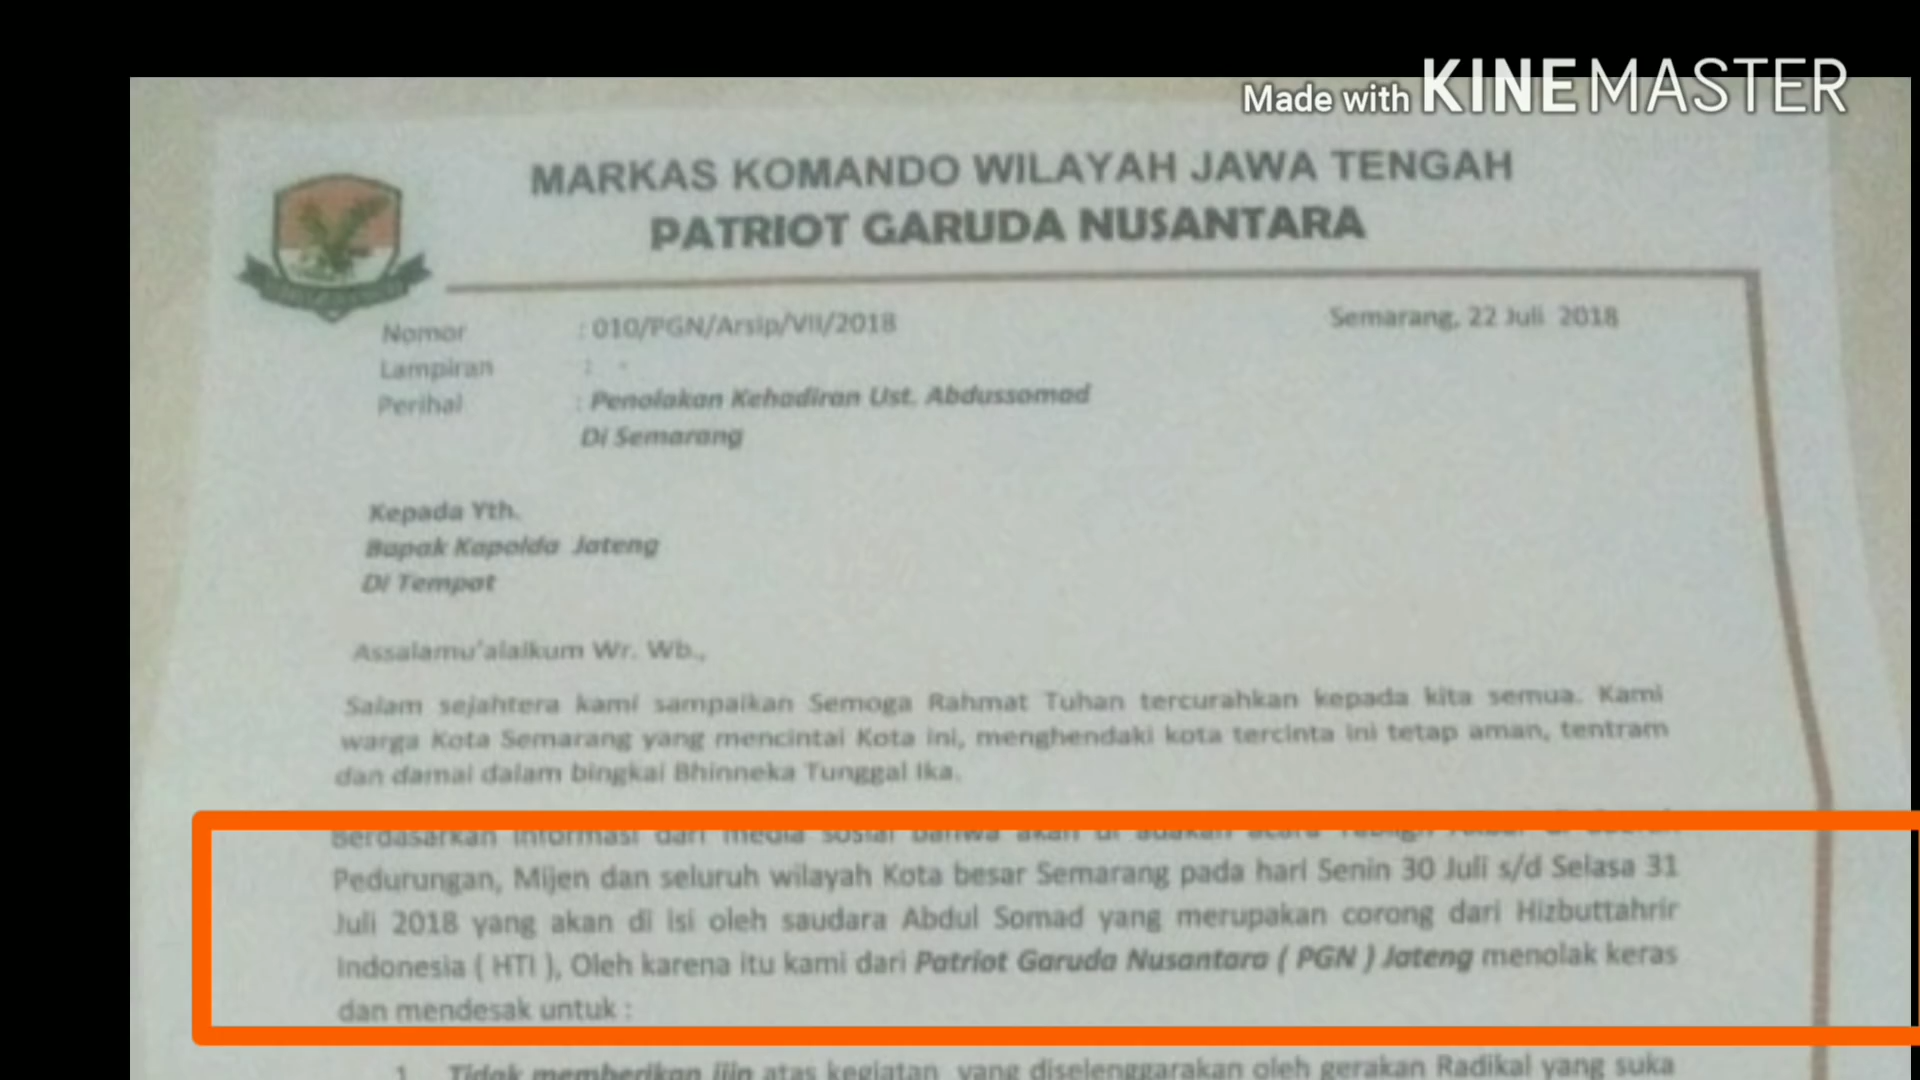 Made with KINEMASTER
MARKAS KOMANDO WILAYAH JAWA TENGAH
PATRIOT GARUDA NUSANTARA
Nomor : 010/PGN/Arsip/VII/2018 Semarang, 22 Juli 2018
Lampiran : -
Perihal : Penolakan Kehadiran Ust. Abdussomad
Di Semarang
Kepada Yth.
Bapak Kapolda Jateng
Di Tempat
Assalamu'alaikum Wr. Wb.,
Salam sejahtera kami sampaikan Semoga Rahmat Tuhan tercurahkan kepada kita semua. Kami
warga Kota Semarang yang mencintai Kota ini, menghendaki kota tercinta ini tetap aman, tentram
dan damai dalam bingkai Bhinneka Tunggal Ika.
Berdasarkan informasi dari media sosial bahwa akan di adakan acara
Pedurungan, Mijen dan seluruh wilayah Kota besar Semarang pada hari Senin 30 Juli s/d Selasa 31
Juli 2018 yang akan di isi oleh saudara Abdul Somad yang merupakan corong dari Hizbuttahrir
Indonesia ( HTI ), Oleh karena itu kami dari Patriot Garuda Nusantara ( PGN ) Jateng menolak keras
dan mendesak untuk :
1. Tidak memberikan ijin atas kegiatan yang diselenggarakan oleh gerakan Radikal yang suka